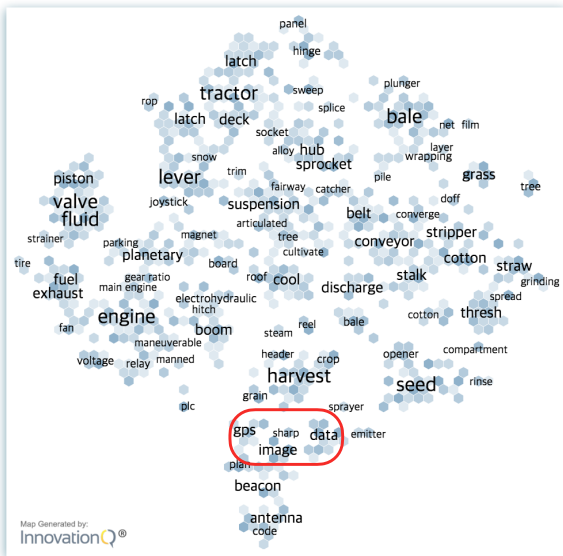 panel
hinge
latch
tractor
sweep
plunger
rop
latch
deck
splice
bale
socket
net film
alloy
hub
layer
snow
sprocket
wrapping
piston
lever
trim
pile
grass
fairway
catcher
tree
valve
joystick
suspension
belt
doff
fluid
articulated
converge
strainer
parking
magnet
tree
conveyor
stripper
planetary
cultivate
cotton
tire
board
straw
fuel
gear ratio
roof
cool
stalk
grinding
exhaust
main engine
discharge
electrohydraulic
spread
engine
hitch
cotton
thresh
fan
boom
reel
bale
steam
maneuverable
voltage
relay
manned
header
crop
opener
compartment
harvest
seed
rinse
grain
plc
sprayer
gps
sharp
data
emitter
image
plan
beacon
antenna
code
Map Generated by:
InnovationQ®